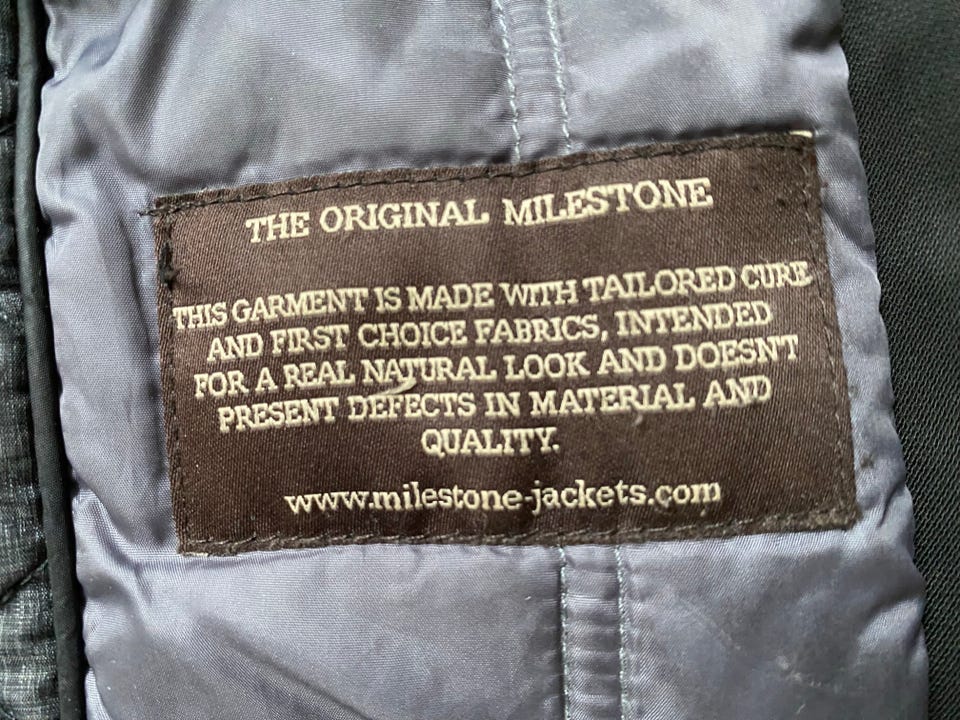 THE ORIGINAL MILESTONE
THIS GARMENT IS MADE WITH TAILORED CURE
AND FIRST CHOICE FABRICS, INTENDED
FOR A REAL NATURAL LOOK AND DOESN'T
PRESENT DEFECTS IN MATERIAL AND
QUALITY.
www.milestone-jackets.com